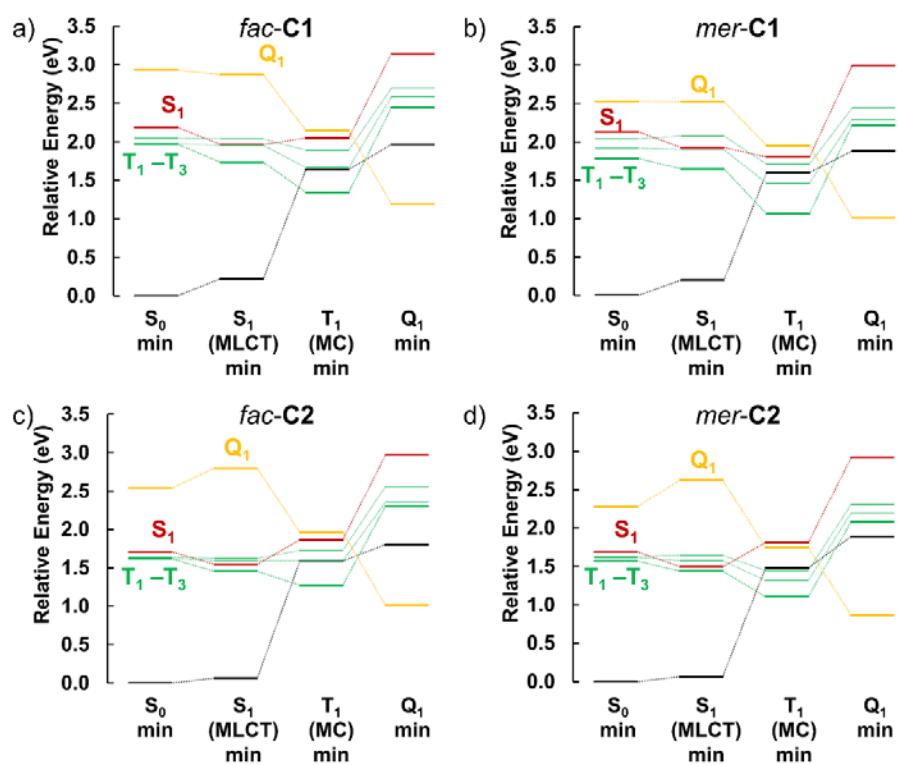 a) fac-C1
Relative Energy (eV)
3.5
3.0
2.5
2.0
1.5
1.0
0.5
0.0
Q₁
S₁
T₁ –T₃
S₀ min
S₁ (MLCT) min
T₁ (MC) min
Q₁ min
b) mer-C1
Relative Energy (eV)
3.5
3.0
2.5
2.0
1.5
1.0
0.5
0.0
Q₁
S₁
T₁ –T₃
S₀ min
S₁ (MLCT) min
T₁ (MC) min
Q₁ min
c) fac-C2
Relative Energy (eV)
3.5
3.0
2.5
2.0
1.5
1.0
0.5
0.0
Q₁
S₁
T₁ –T₃
S₀ min
S₁ (MLCT) min
T₁ (MC) min
Q₁ min
d) mer-C2
Relative Energy (eV)
3.5
3.0
2.5
2.0
1.5
1.0
0.5
0.0
Q₁
S₁
T₁ –T₃
S₀ min
S₁ (MLCT) min
T₁ (MC) min
Q₁ min